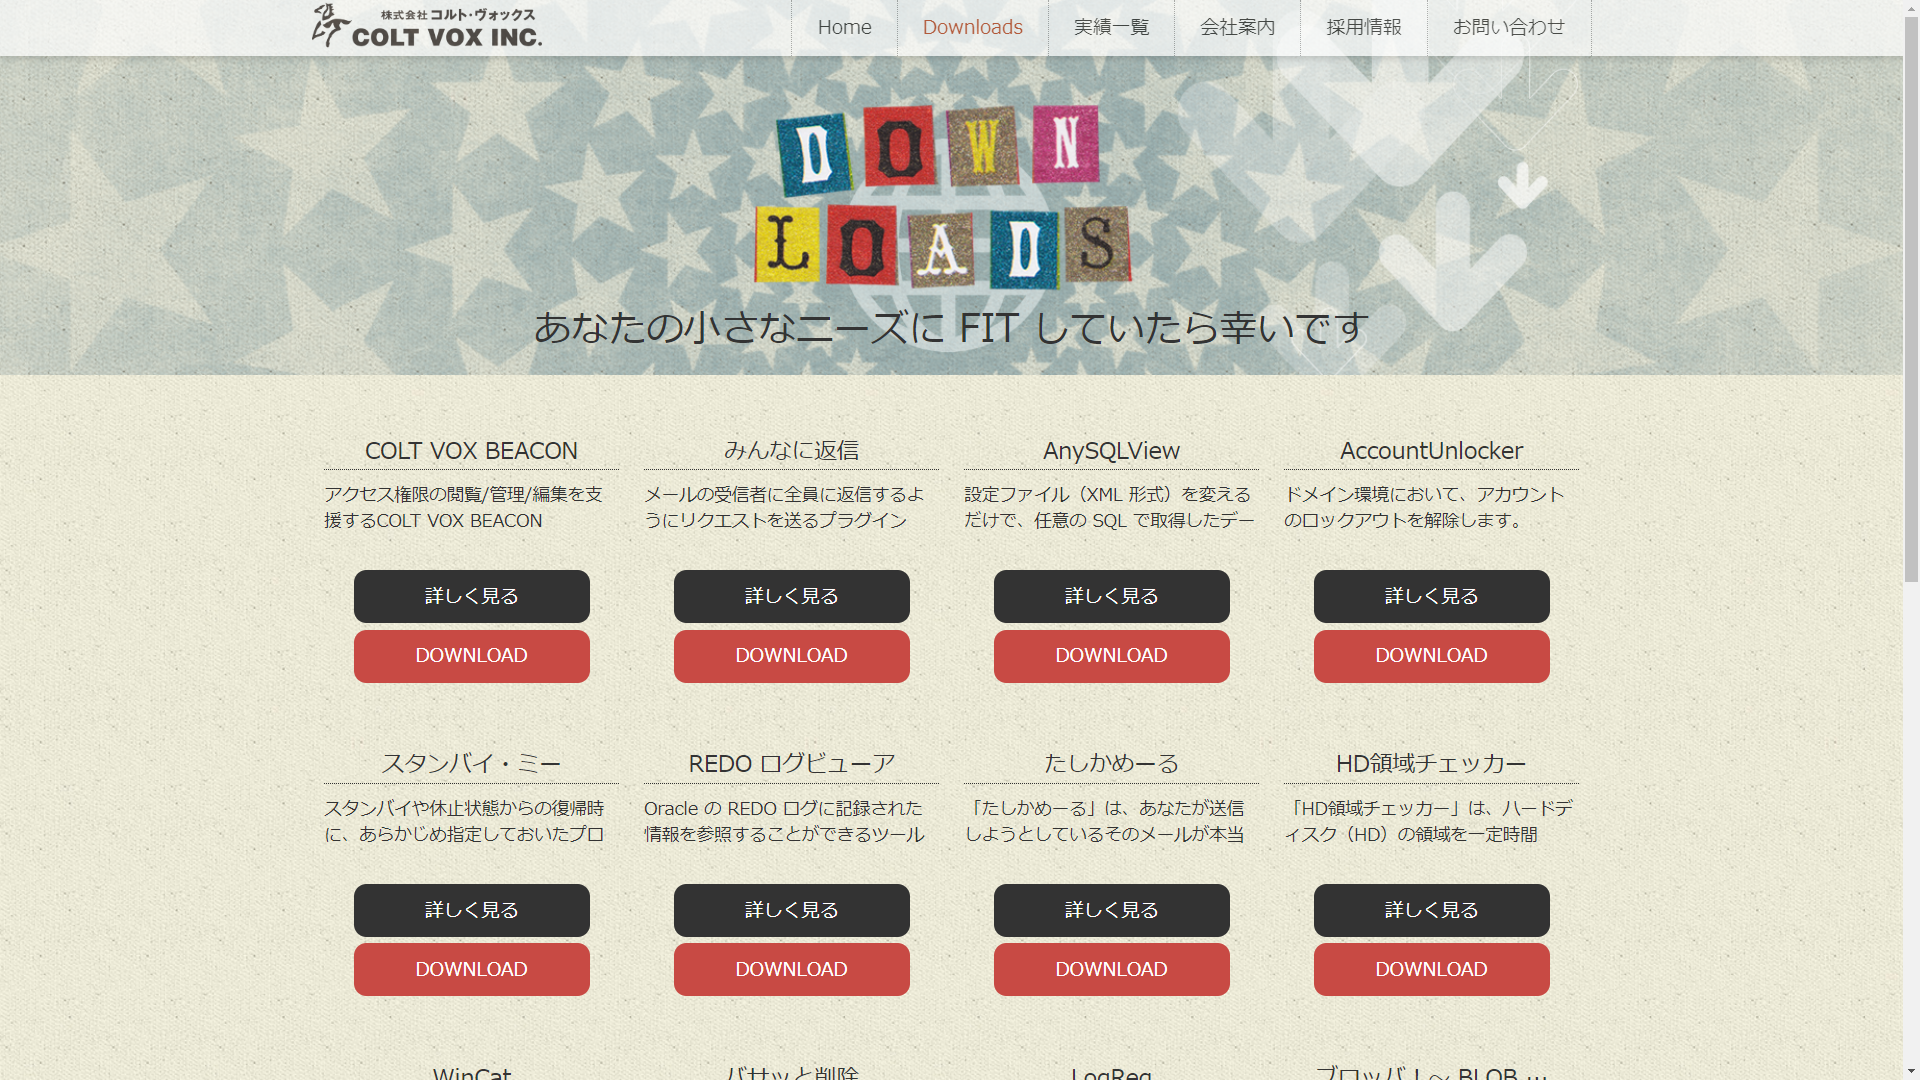 株式会社 コルト・ヴォックス
COLT VOX INC.
Home
Downloads
実績一覧
会社案内
採用情報
お問い合わせ
DOWN
LOADS
あなたの小さなニーズに FIT していたら幸いです
COLT VOX BEACON
アクセス権限の閲覧/管理/編集を支
援するCOLT VOX BEACON
詳しく見る
DOWNLOAD
みんなに返信
メールの受信者に全員に返信するよ
うにリクエストを送るプラグイン
詳しく見る
DOWNLOAD
AnySQLView
設定ファイル（XML 形式）を変える
だけで、任意の SQL で取得したデー
詳しく見る
DOWNLOAD
AccountUnlocker
ドメイン環境において、アカウント
のロックアウトを解除します。
詳しく見る
DOWNLOAD
スタンバイ・ミー
スタンバイや休止状態からの復帰時
に、あらかじめ指定しておいたプロ
詳しく見る
DOWNLOAD
REDO ログビューア
Oracle の REDO ログに記録された
情報を参照することができるツール
詳しく見る
DOWNLOAD
たしかめーる
「たしかめーる」は、あなたが送信
しようとしているそのメールが本当
詳しく見る
DOWNLOAD
HD領域チェッカー
「HD領域チェッカー」は、ハードデ
ィスク（HD）の領域を一定時間
詳しく見る
DOWNLOAD
WinCat
バサッと削除
LogReg
ブロッバ！～ BLOB ...